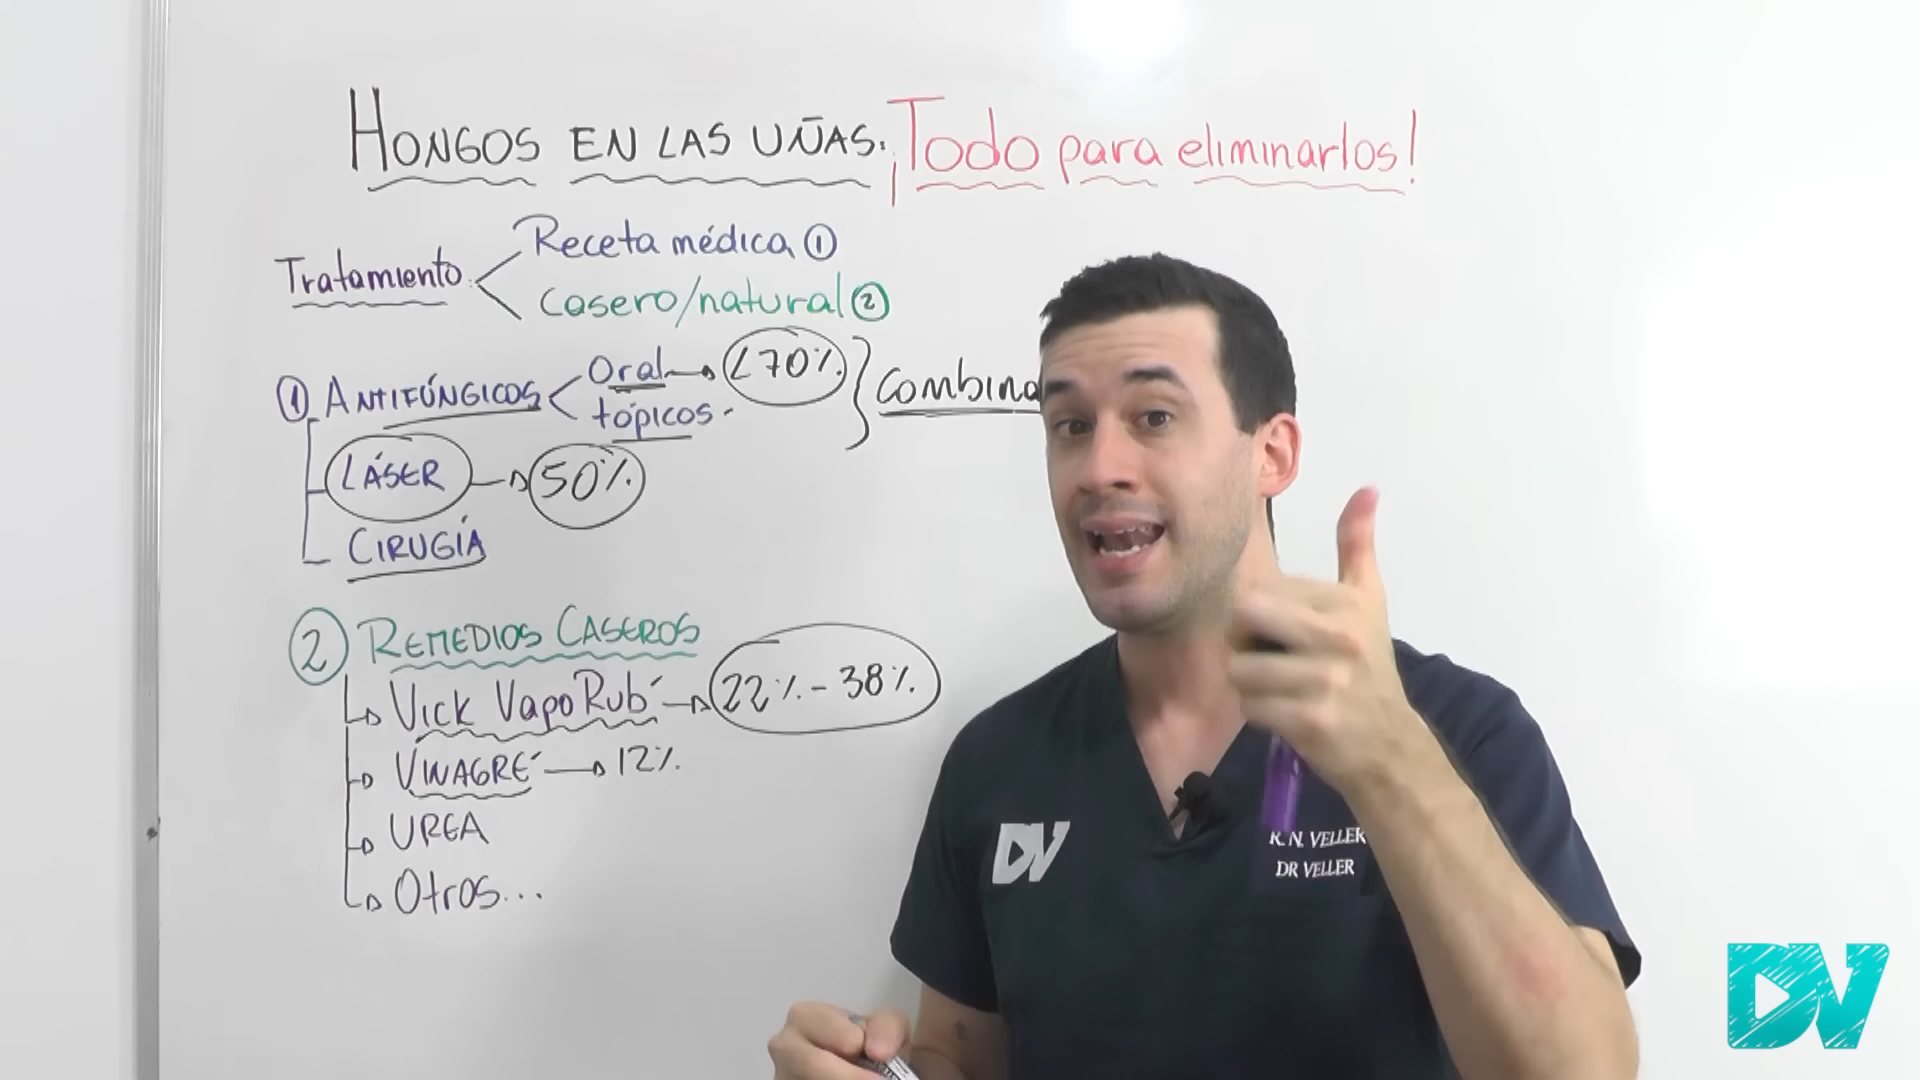 HONGOS EN LAS UÑAS: ¡Todo para eliminarlos!
Tratamiento:
Receta médica ①
Casero/natural ②
① ANTIFÚNGICOS
Oral → <70%
tópicos
Combina
LÁSER → 50%
CIRUGÍA
② REMEDIOS CASEROS
→ VICK VapoRub → 22% - 38%
→ VINAGRE → 12%
→ UREA
→ Otros...
DV
R. N. VELLER
DR VELLER
DV